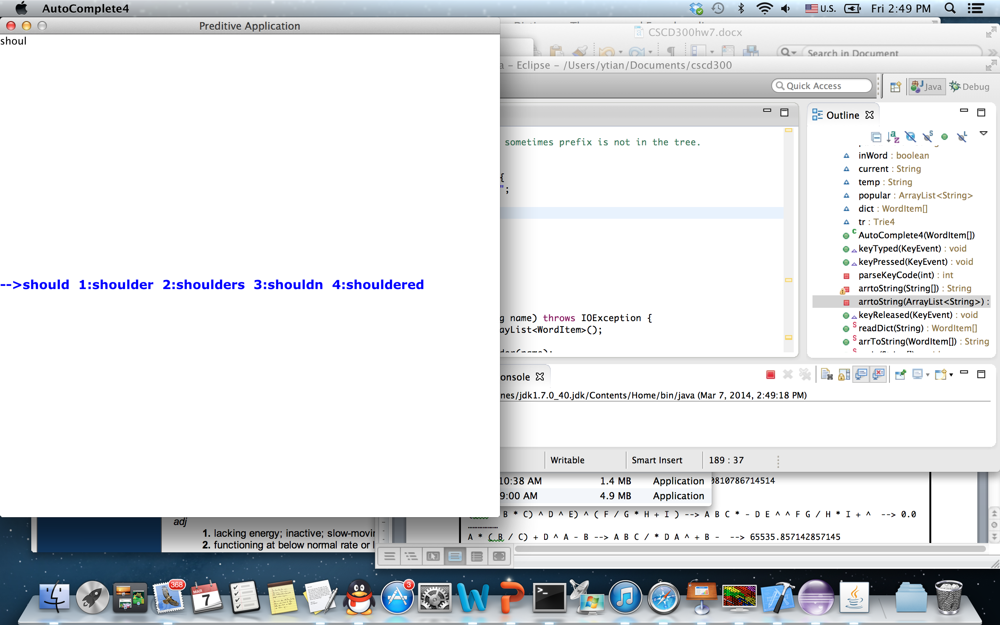 AutoComplete4
U.S.
Fri 2:49 PM
Preditive Application
shoul
-->should 1:shoulder 2:shoulders 3:shouldn 4:shouldered
CSCD300hw7.docx
Search in Document
– Eclipse – /Users/ytian/Documents/cscd300
Quick Access
Java
Debug
Outline
sometimes prefix is not in the tree.
{
";
name) throws IOException {
ayList<WordItem>();
inWord : boolean
current : String
temp : String
popular : ArrayList<String>
dict : WordItem[]
tr : Trie4
AutoComplete4(WordItem[])
keyTyped(KeyEvent) : void
keyPressed(KeyEvent) : void
parseKeyCode(int) : int
arrtoString(String[]) : String
arrtoString(ArrayList<String>) :
keyReleased(KeyEvent) : void
readDict(String) : WordItem[]
arrToString(WordItem[]) : String
onsole
nes/jdk1.7.0_40.jdk/Contents/Home/bin/java (Mar 7, 2014, 2:49:18 PM)
Writable
Smart Insert
189 : 37
10:38 AM 1.4 MB Application
9:00 AM 4.9 MB Application
0810786714514
B * C) ^ D ^ E) ^ ( F / G * H + I ) --> A B C * - D E ^ ^ F G / H * I + ^ --> 0.0
..................
A * ( B / C) + D ^ A - B --> A B C / * D A ^ + B - --> 65535.857142857145
adj
1. lacking energy; inactive; slow-movin
2. functioning at below normal rate or l
368
MAR
7
3